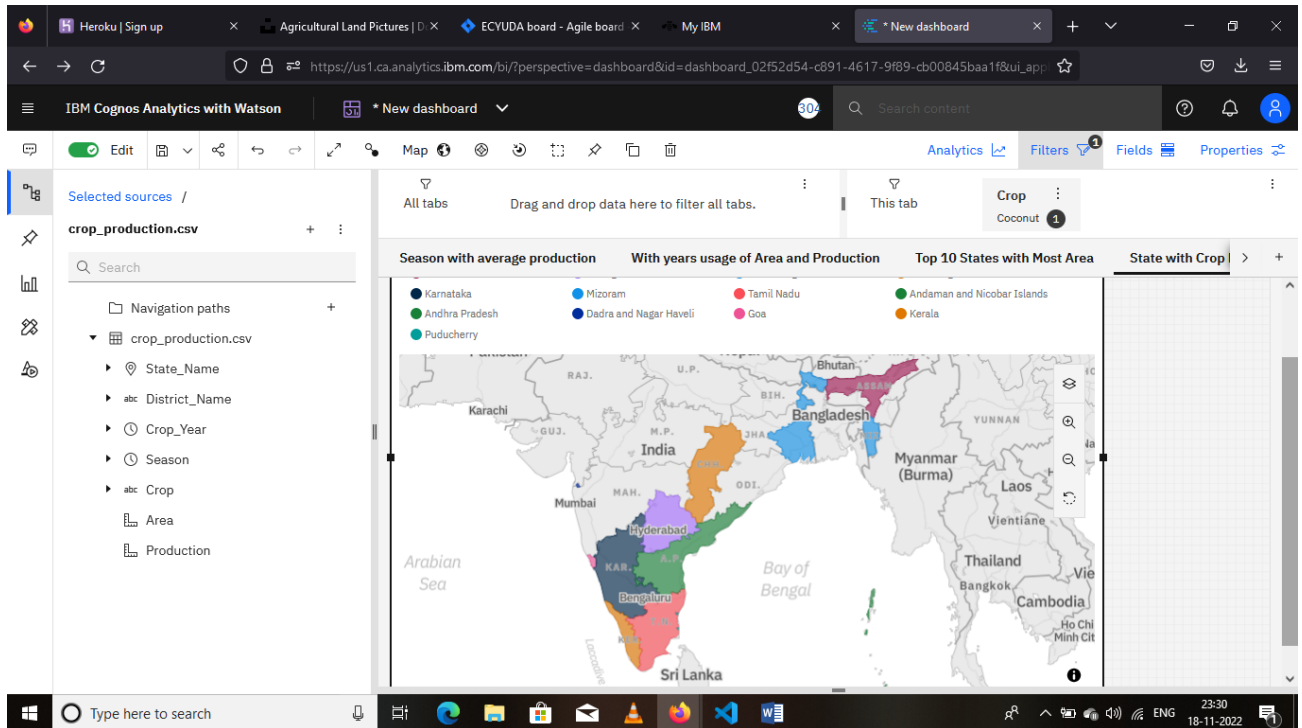 Heroku | Sign up
Agricultural Land Pictures | Do
ECYUDA board - Agile board
My IBM
* New dashboard
https://us1.ca.analytics.ibm.com/bi/?perspective=dashboard&id=dashboard_02f52d54-c891-4617-9f89-cb00845baa1f&ui_app
IBM Cognos Analytics with Watson
* New dashboard
304
Search content
Edit
Map
Analytics
Filters 1
Fields
Properties
Selected sources /
crop_production.csv
Search
Navigation paths
crop_production.csv
State_Name
abc District_Name
Crop_Year
Season
abc Crop
Area
Production
All tabs
Drag and drop data here to filter all tabs.
This tab
Crop
Coconut 1
Season with average production
With years usage of Area and Production
Top 10 States with Most Area
State with Crop
Karnataka
Mizoram
Tamil Nadu
Andaman and Nicobar Islands
Andhra Pradesh
Dadra and Nagar Haveli
Goa
Kerala
Puducherry
RAJ.
U.P.
Bhutan
ASSAM
BIH.
Karachi
Bangladesh
YUNNAN
GUJ.
M.P.
JHA
India
Myanmar
(Burma)
MAH.
ODI.
Laos
Mumbai
Hyderabad
Vientiane
Arabian
Sea
KAR.
A.P.
Bay of
Bengal
Thailand
Vie
Bangkok
Bengaluru
Cambodia
T.N.
Ho Chi
Minh Cit
KER.
Laccadive
Sri Lanka
Type here to search
ENG
23:30
18-11-2022